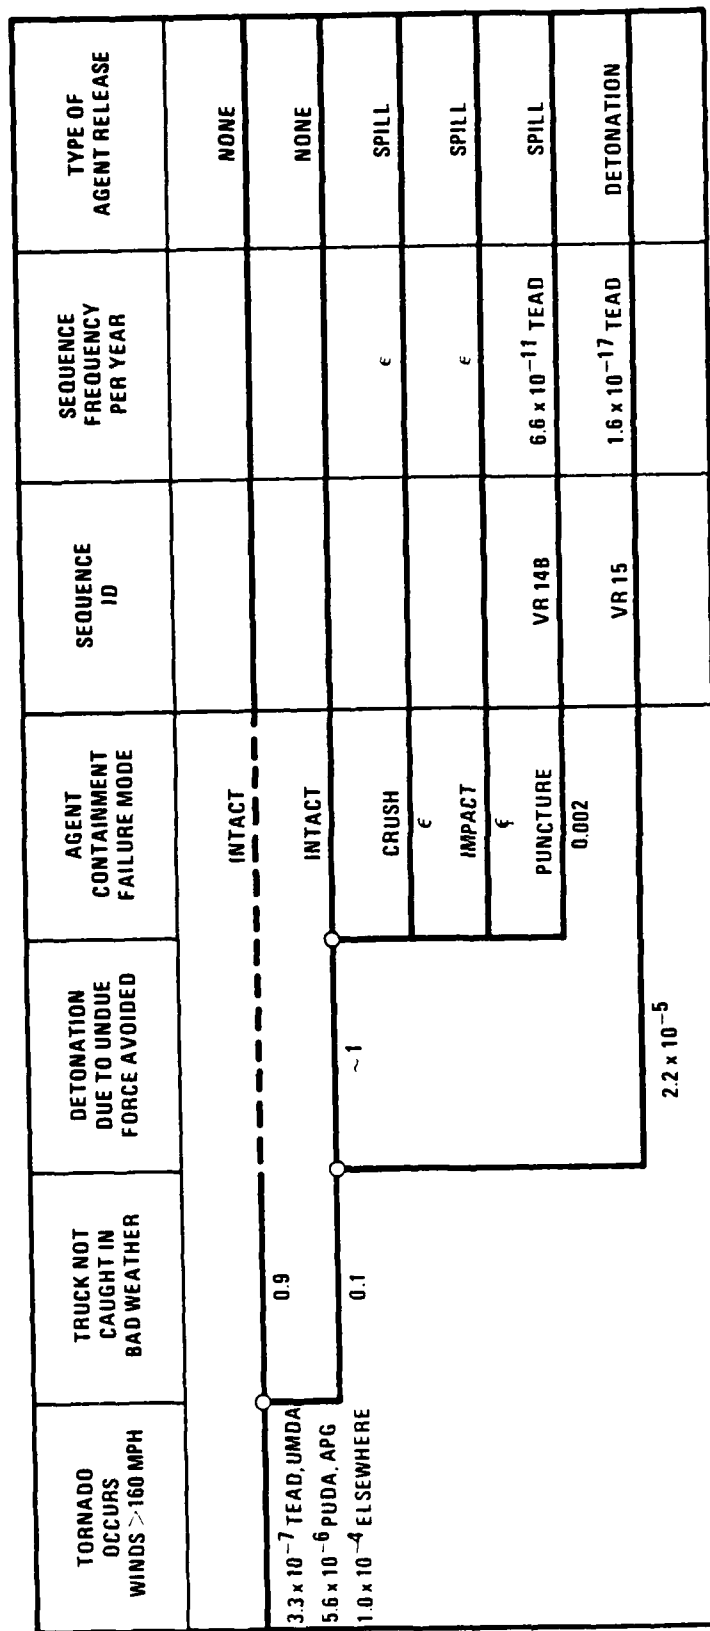 TORNADO
OCCURS
WINDS >160 MPH
TRUCK NOT
CAUGHT IN
BAD WEATHER
DETONATION
DUE TO UNDUE
FORCE AVOIDED
AGENT
CONTAINMENT
FAILURE MODE
SEQUENCE
ID
SEQUENCE
FREQUENCY
PER YEAR
TYPE OF
AGENT RELEASE
INTACT
NONE
0.9
INTACT
NONE
3.3 x 10⁻⁷ TEAD, UMDA
5.6 x 10⁻⁶ PUDA, APG
1.0 x 10⁻⁴ ELSEWHERE
0.1
~1
CRUSH
ϵ
SPILL
ϵ
IMPACT
ϵ
SPILL
ϵ
PUNCTURE
VR 14B
6.6 x 10⁻¹¹ TEAD
SPILL
0.002
VR 15
1.6 x 10⁻¹⁷ TEAD
DETONATION
2.2 x 10⁻⁵